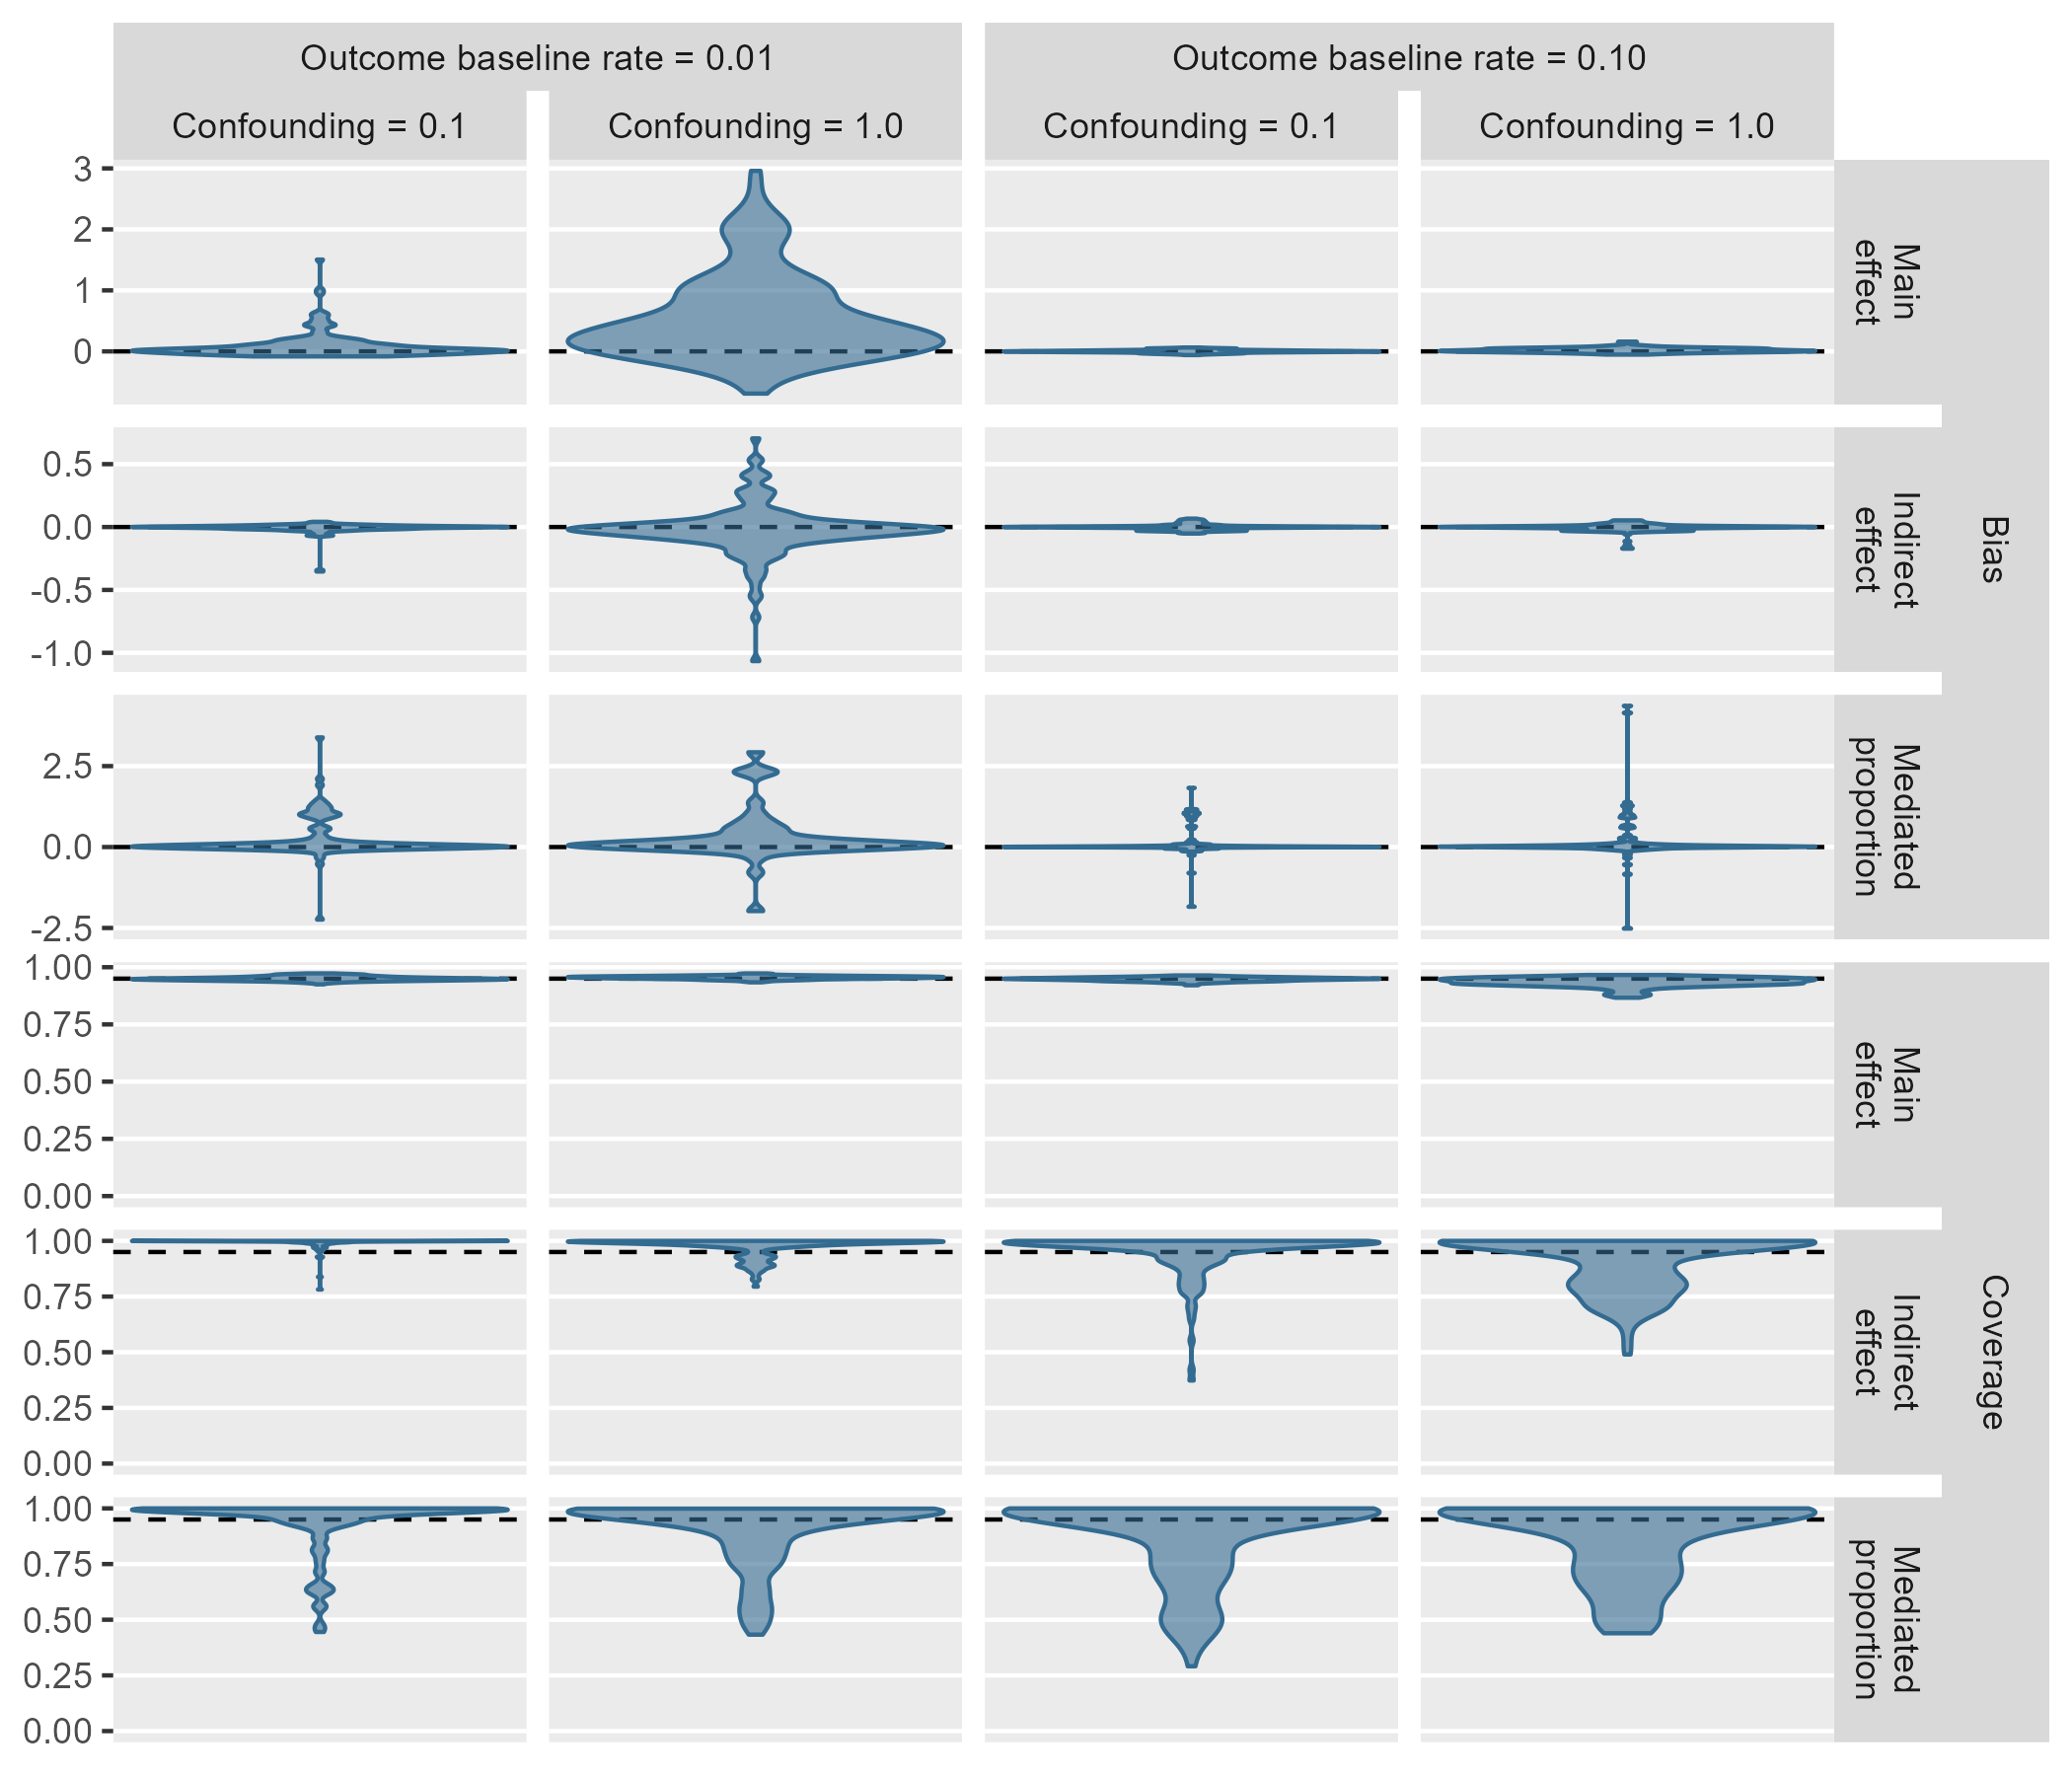 Outcome baseline rate = 0.01
Outcome baseline rate = 0.10
Confounding = 0.1
Confounding = 1.0
Confounding = 0.1
Confounding = 1.0
3
2
1
0
Main
effect
0.5
0.0
-0.5
-1.0
Indirect
effect
Bias
2.5
0.0
-2.5
Mediated
proportion
1.00
0.75
0.50
0.25
0.00
Main
effect
1.00
0.75
0.50
0.25
0.00
Indirect
effect
Coverage
1.00
0.75
0.50
0.25
0.00
Mediated
proportion